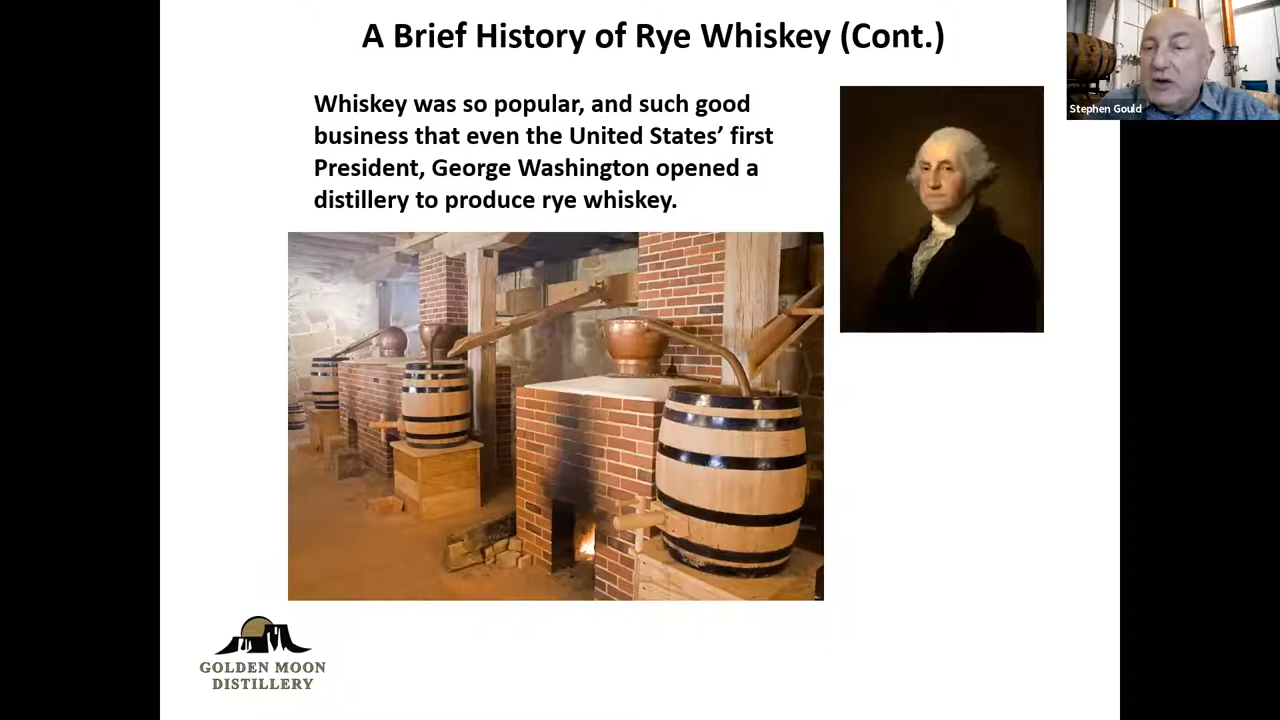 A Brief History of Rye Whiskey (Cont.)
Stephen Gould
Whiskey was so popular, and such good
business that even the United States’ first
President, George Washington opened a
distillery to produce rye whiskey.
GOLDEN MOON
DISTILLERY